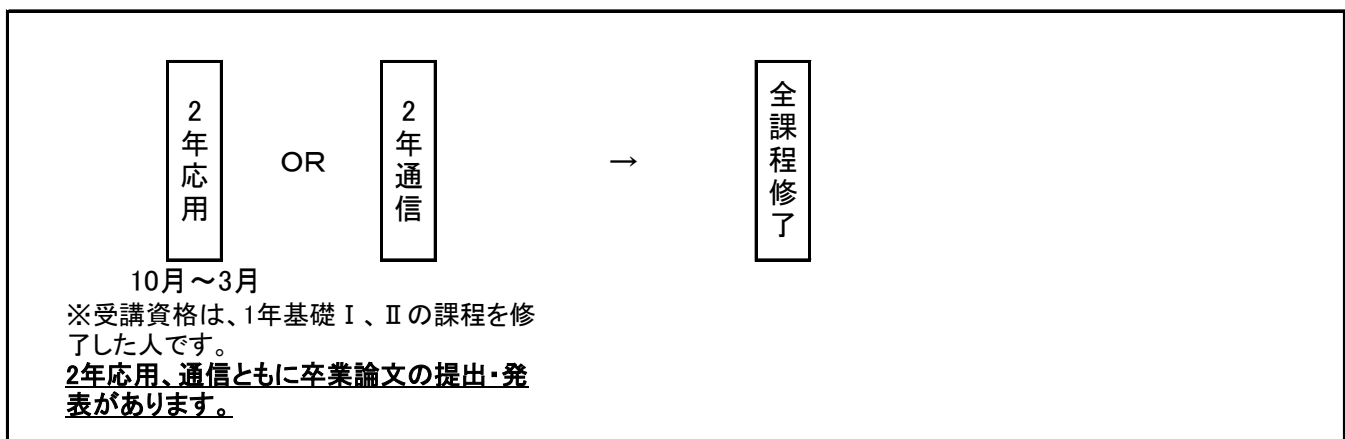 2年応用
OR
2年通信
→
全課程修了
10月～3月
※受講資格は、1年基礎Ⅰ、Ⅱの課程を修
了した人です。
2年応用、通信ともに卒業論文の提出・発
表があります。